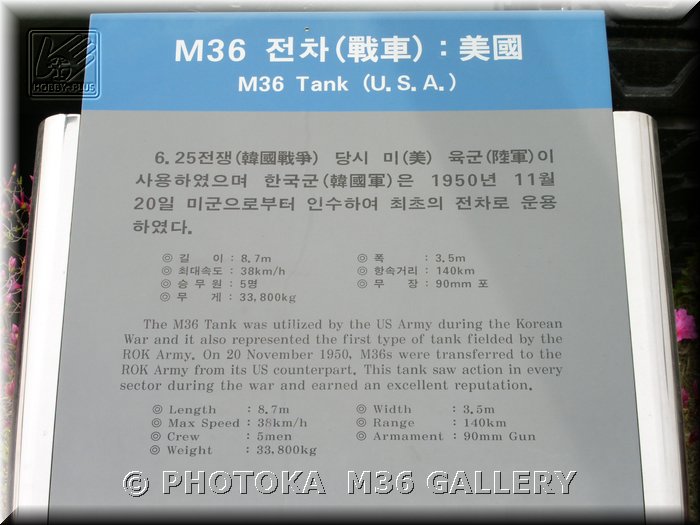 HOBBY★PLUS
M36 전차(戰車) : 美國
M36 Tank (U.S.A.)
6.25전쟁(韓國戰爭) 당시 미(美) 육군(陸軍)이
사용하였으며 한국군(韓國軍)은 1950년 11월
20일 미군으로부터 인수하여 최초의 전차로 운용
하였다.
◎ 길 이 : 8.7m ◎ 폭 : 3.5m
◎ 최대속도 : 38km/h ◎ 항속거리 : 140km
◎ 승 무 원 : 5명 ◎ 무 장 : 90mm 포
◎ 무 게 : 33,800kg
The M36 Tank was utilized by the US Army during the Korean
War and it also represented the first type of tank fielded by the
ROK Army. On 20 November 1950, M36s were transferred to the
ROK Army from its US counterpart. This tank saw action in every
sector during the war and earned an excellent reputation.
◎ Length : 8.7m ◎ Width : 3.5m
◎ Max Speed : 38km/h ◎ Range : 140km
◎ Crew : 5men ◎ Armament : 90mm Gun
◎ Weight : 33.800kg
© PHOTOKA M36 GALLERY